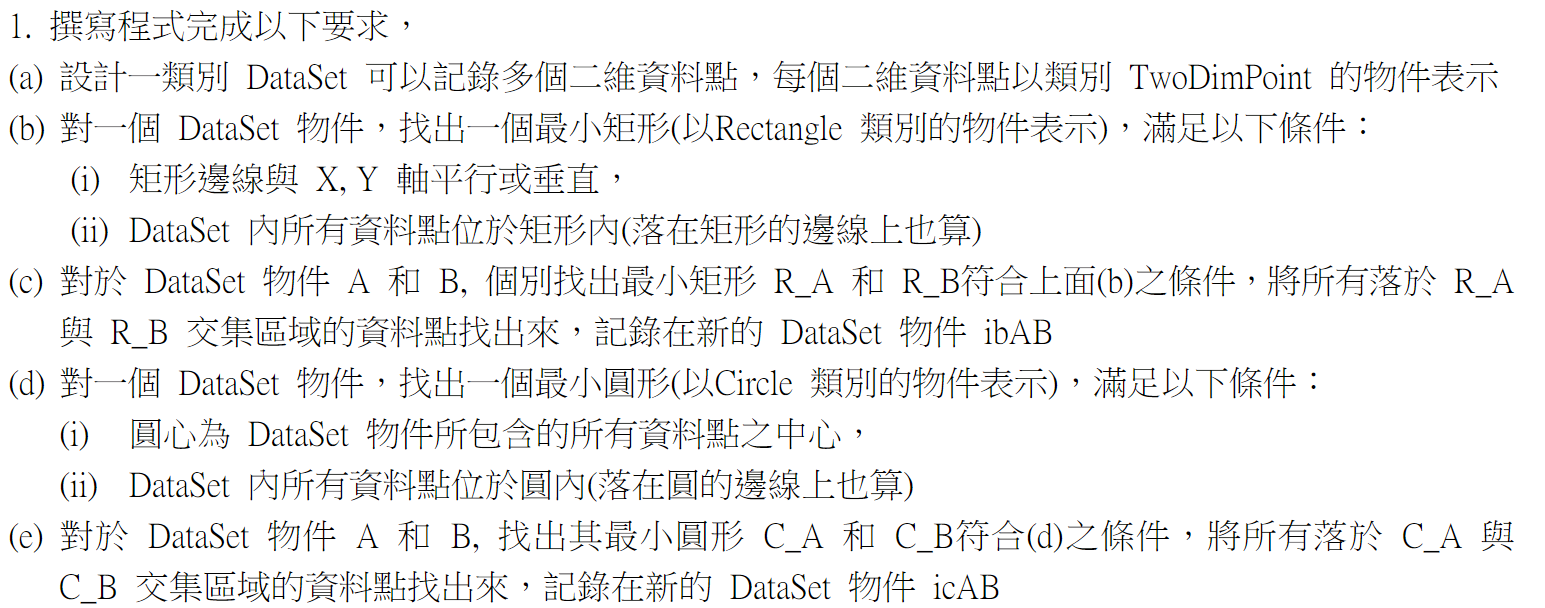 1. 撰寫程式完成以下要求，
(a) 設計一類別 DataSet 可以記錄多個二維資料點，每個二維資料點以類別 TwoDimPoint 的物件表示
(b) 對一個 DataSet 物件，找出一個最小矩形(以Rectangle 類別的物件表示)，滿足以下條件：
(i) 矩形邊線與 X, Y 軸平行或垂直，
(ii) DataSet 內所有資料點位於矩形內(落在矩形的邊線上也算)
(c) 對於 DataSet 物件 A 和 B, 個別找出最小矩形 R_A 和 R_B符合上面(b)之條件，將所有落於 R_A
與 R_B 交集區域的資料點找出來，記錄在新的 DataSet 物件 ibAB
(d) 對一個 DataSet 物件，找出一個最小圓形(以Circle 類別的物件表示)，滿足以下條件：
(i) 圓心為 DataSet 物件所包含的所有資料點之中心，
(ii) DataSet 內所有資料點位於圓內(落在圓的邊線上也算)
(e) 對於 DataSet 物件 A 和 B, 找出其最小圓形 C_A 和 C_B符合(d)之條件，將所有落於 C_A 與
C_B 交集區域的資料點找出來，記錄在新的 DataSet 物件 icAB